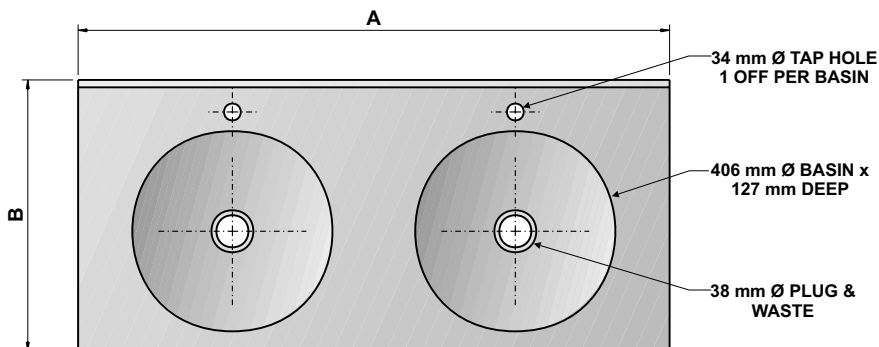 A
34 mm Ø TAP HOLE
1 OFF PER BASIN
406 mm Ø BASIN x
127 mm DEEP
B
38 mm Ø PLUG &
WASTE